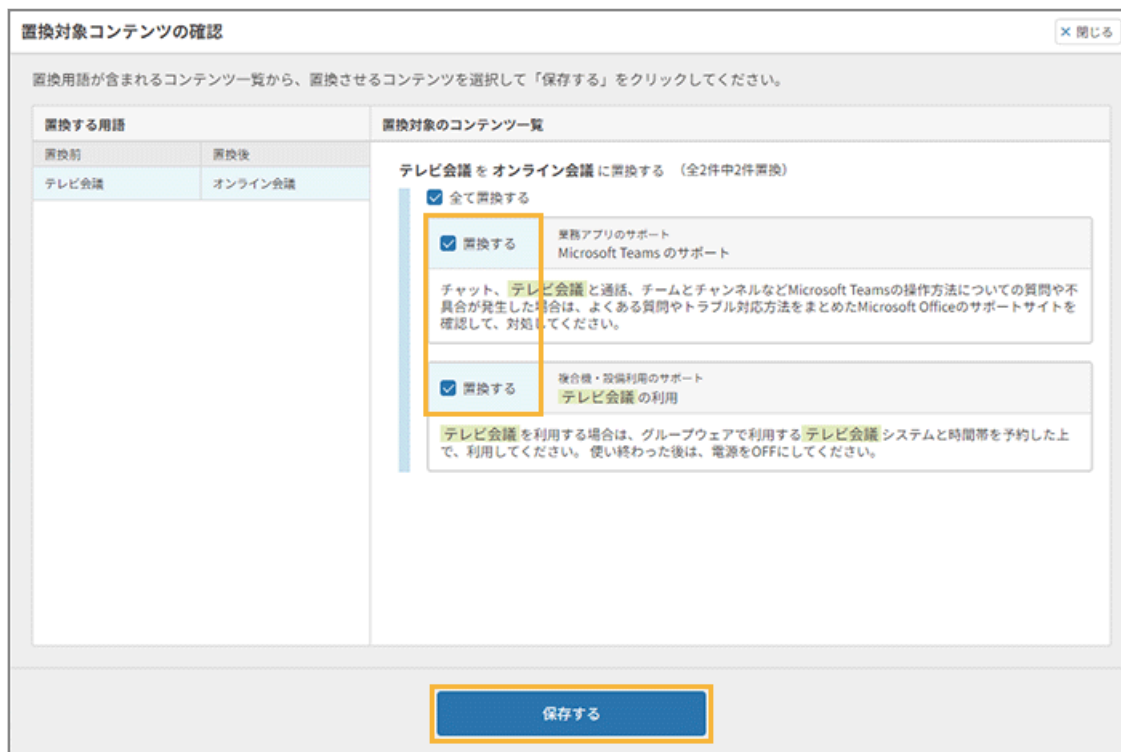 置換対象コンテンツの確認
× 閉じる
置換用語が含まれるコンテンツ一覧から、置換させるコンテンツを選択して「保存する」をクリックしてください。
置換する用語
置換前 置換後
テレビ会議 オンライン会議
置換対象のコンテンツ一覧
テレビ会議 を オンライン会議 に置換する （全2件中2件置換）
全て置換する
置換する
業務アプリのサポート
Microsoft Teams のサポート
チャット、テレビ会議 と通話、チームとチャンネルなどMicrosoft Teamsの操作方法についての質問や不
具合が発生した場合は、よくある質問やトラブル対応方法をまとめたMicrosoft Officeのサポートサイトを
確認して、対処してください。
置換する
複合機・設備利用のサポート
テレビ会議 の利用
テレビ会議 を利用する場合は、グループウェアで利用する テレビ会議 システムと時間帯を予約した上
で、利用してください。 使い終わった後は、電源をOFFにしてください。
保存する